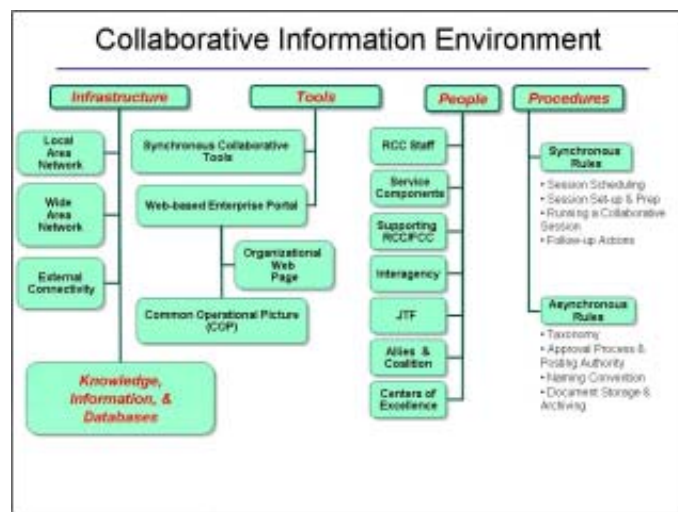 Collaborative Information Environment
Infrastructure
Local
Area
Network
Wide
Area
Network
External
Connectivity
Knowledge,
Information, &
Databases
Tools
Synchronous Collaborative
Tools
Web-based Enterprise Portal
Organizational
Web
Page
Common Operational Picture
(COP)
People
RCC Staff
Service
Components
Supporting
RCC/FCC
Interagency
JTF
Allies &
Coalition
Centers of
Excellence
Procedures
Synchronous
Rules
• Session Scheduling
• Session Set-up & Prep
• Running a Collaborative
Session
• Follow-up Actions
Asynchronous
Rules
• Taxonomy
• Approval Process &
Posting Authority
• Naming Convention
• Document Storage &
Archiving